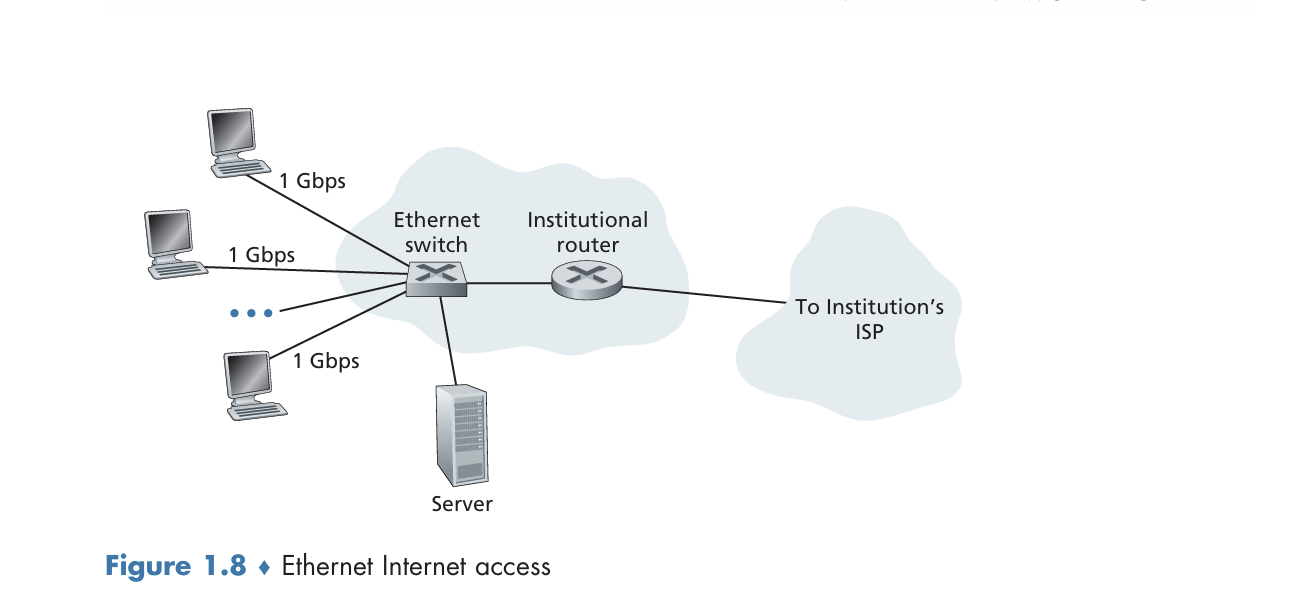 1 Gbps
1 Gbps
Ethernet
switch
Institutional
router
To Institution's
ISP
1 Gbps
Server
Figure 1.8 ♦ Ethernet Internet access